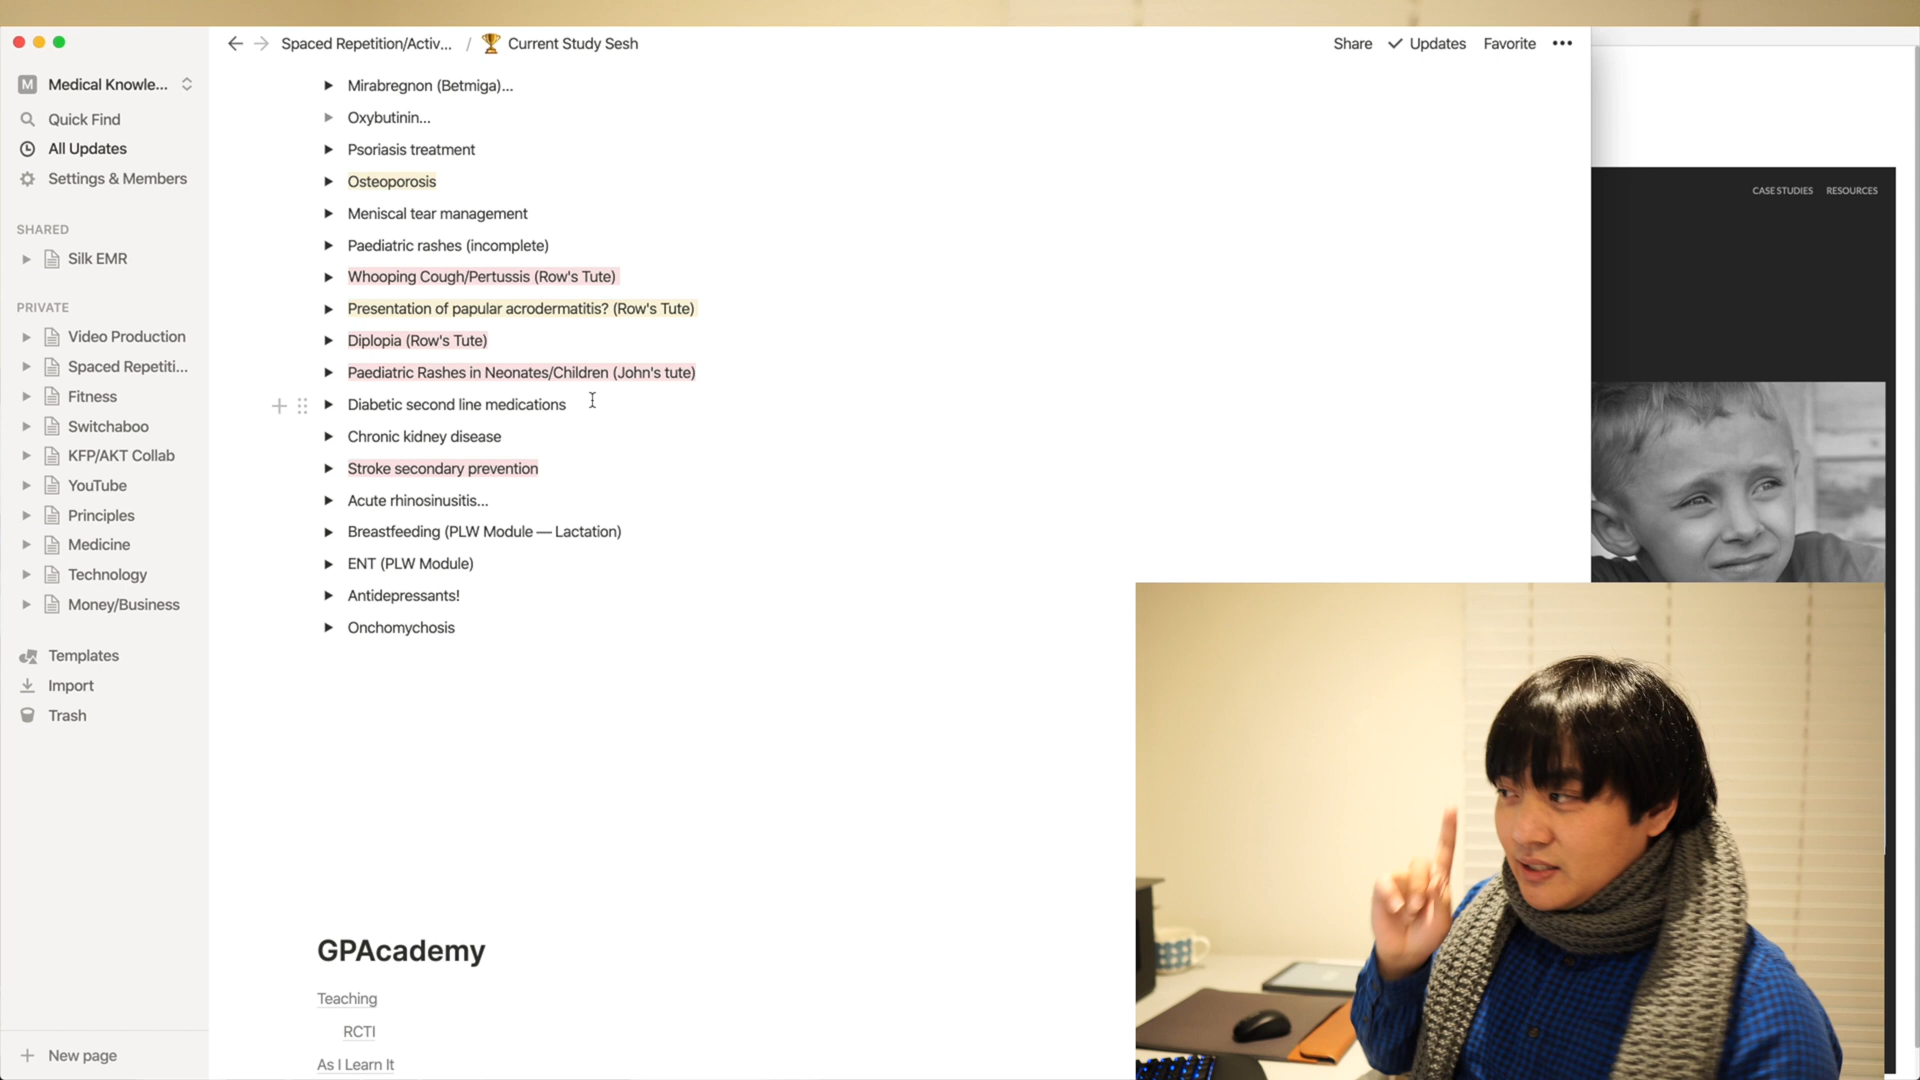 Spaced Repetition/Activ... / Current Study Sesh
Share Updates Favorite
M Medical Knowle...
Quick Find
All Updates
Settings & Members
SHARED
Silk EMR
PRIVATE
Video Production
Spaced Repetiti...
Fitness
Switchaboo
KFP/AKT Collab
YouTube
Principles
Medicine
Technology
Money/Business
Templates
Import
Trash
New page
Mirabregnon (Betmiga)...
Oxybutinin...
Psoriasis treatment
Osteoporosis
Meniscal tear management
Paediatric rashes (incomplete)
Whooping Cough/Pertussis (Row's Tute)
Presentation of papular acrodermatitis? (Row's Tute)
Diplopia (Row's Tute)
Paediatric Rashes in Neonates/Children (John's tute)
Diabetic second line medications
Chronic kidney disease
Stroke secondary prevention
Acute rhinosinusitis...
Breastfeeding (PLW Module — Lactation)
ENT (PLW Module)
Antidepressants!
Onchomychosis
GPAcademy
Teaching
RCTI
As I Learn It
CASE STUDIES RESOURCES